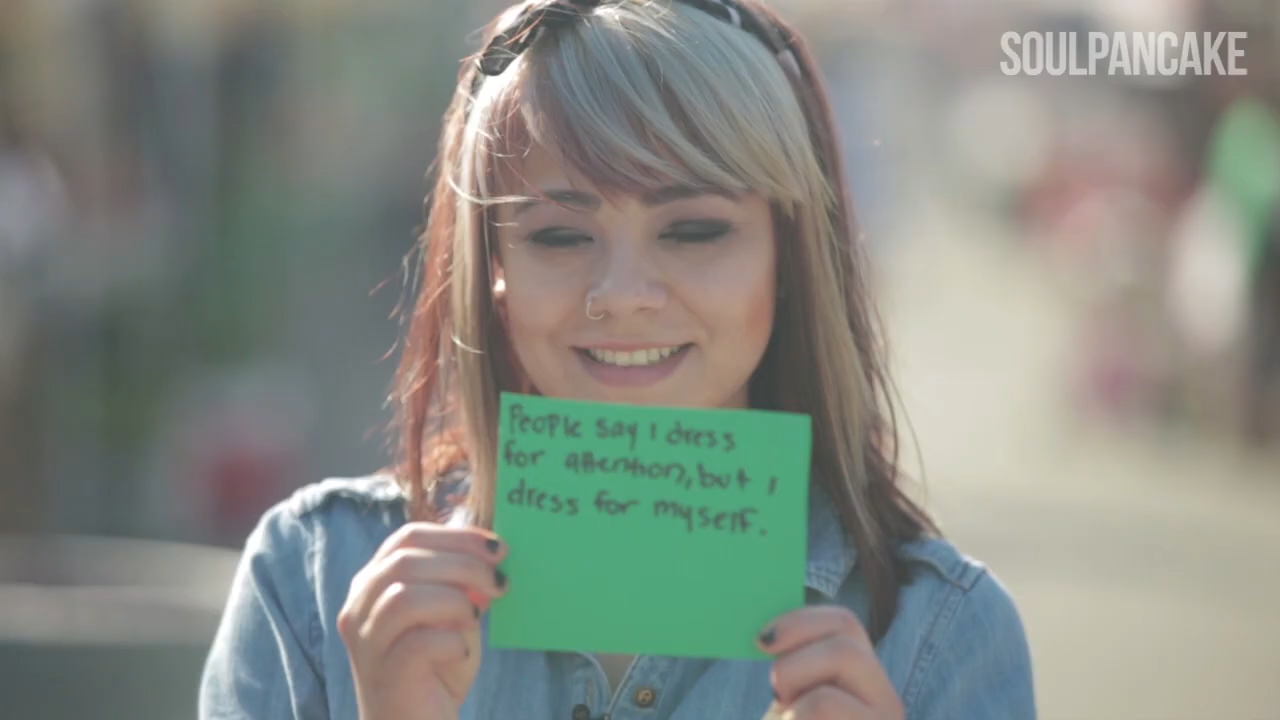 SOULPANCAKE
People say I dress
for attention, but I
dress for myself.